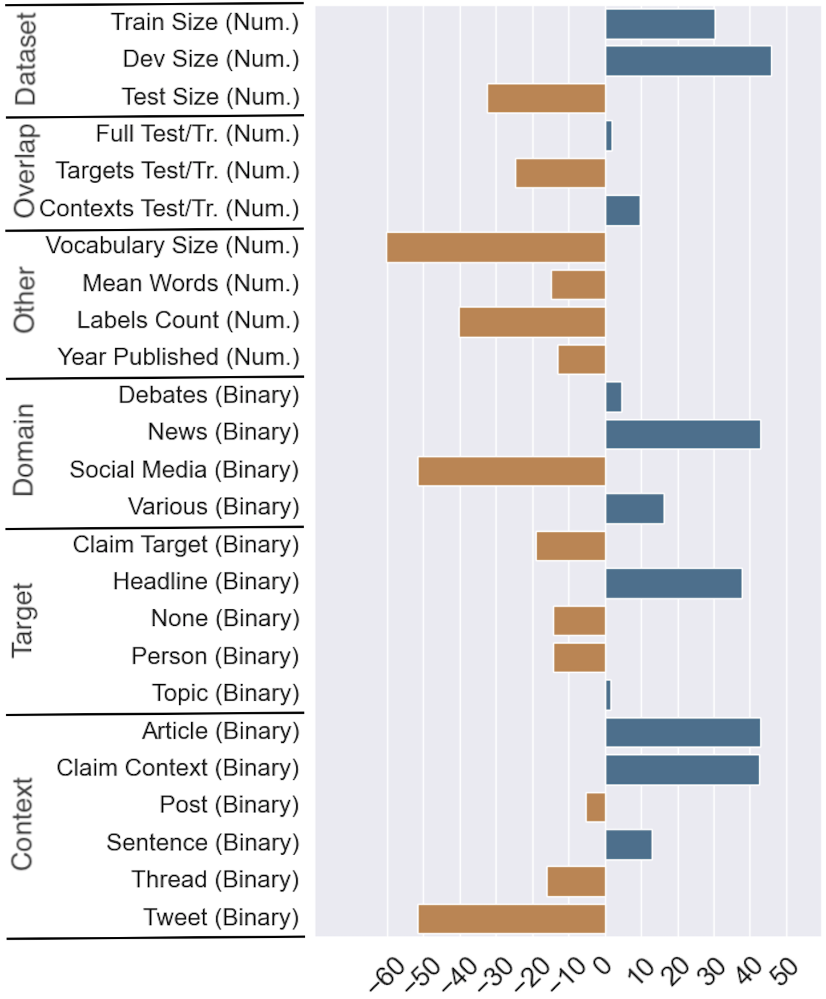 Dataset
Train Size (Num.)
Dev Size (Num.)
Test Size (Num.)
Overlap
Full Test/Tr. (Num.)
Targets Test/Tr. (Num.)
Contexts Test/Tr. (Num.)
Other
Vocabulary Size (Num.)
Mean Words (Num.)
Labels Count (Num.)
Year Published (Num.)
Domain
Debates (Binary)
News (Binary)
Social Media (Binary)
Various (Binary)
Target
Claim Target (Binary)
Headline (Binary)
None (Binary)
Person (Binary)
Topic (Binary)
Context
Article (Binary)
Claim Context (Binary)
Post (Binary)
Sentence (Binary)
Thread (Binary)
Tweet (Binary)
−60 −50 −40 −30 −20 −10 0 10 20 30 40 50